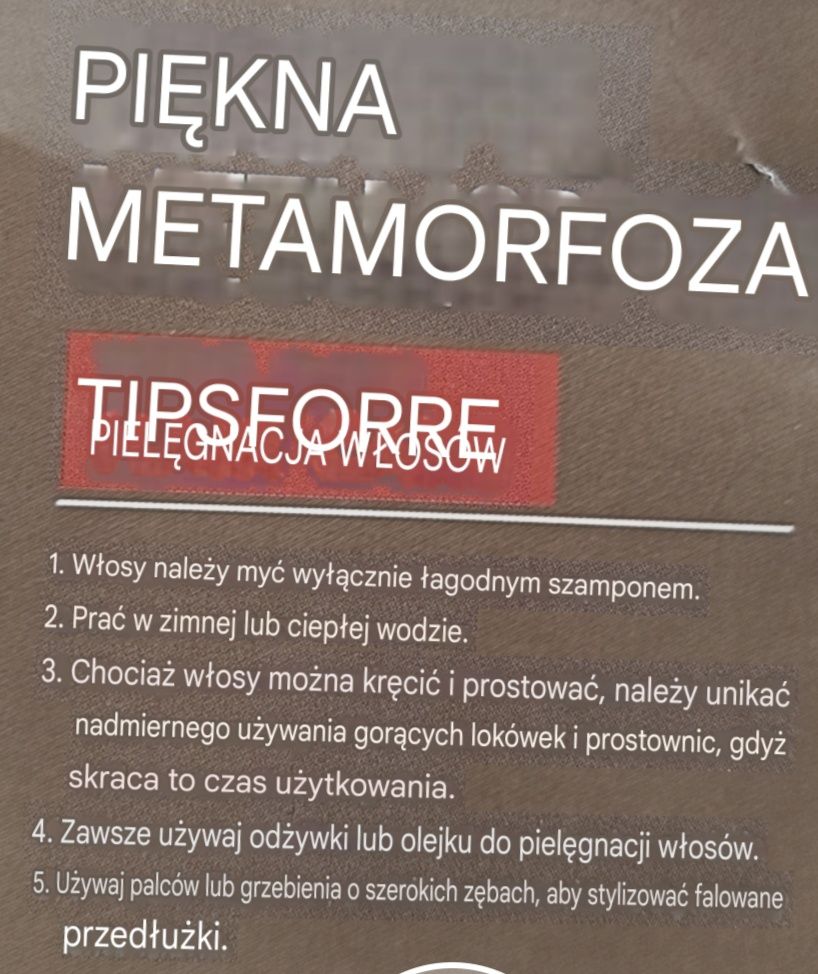 PIĘKNA
METAMORFOZA
TIPSFORRE
PIELĘGNACJA WŁOSÓW
1. Włosy należy myć wyłącznie łagodnym szamponem.
2. Prać w zimnej lub ciepłej wodzie.
3. Chociaż włosy można kręcić i prostować, należy unikać
nadmiernego używania gorących lokówek i prostownic, gdyż
skraca to czas użytkowania.
4. Zawsze używaj odżywki lub olejku do pielęgnacji włosów.
5. Używaj palców lub grzebienia o szerokich zębach, aby stylizować falowane
przedłużki.